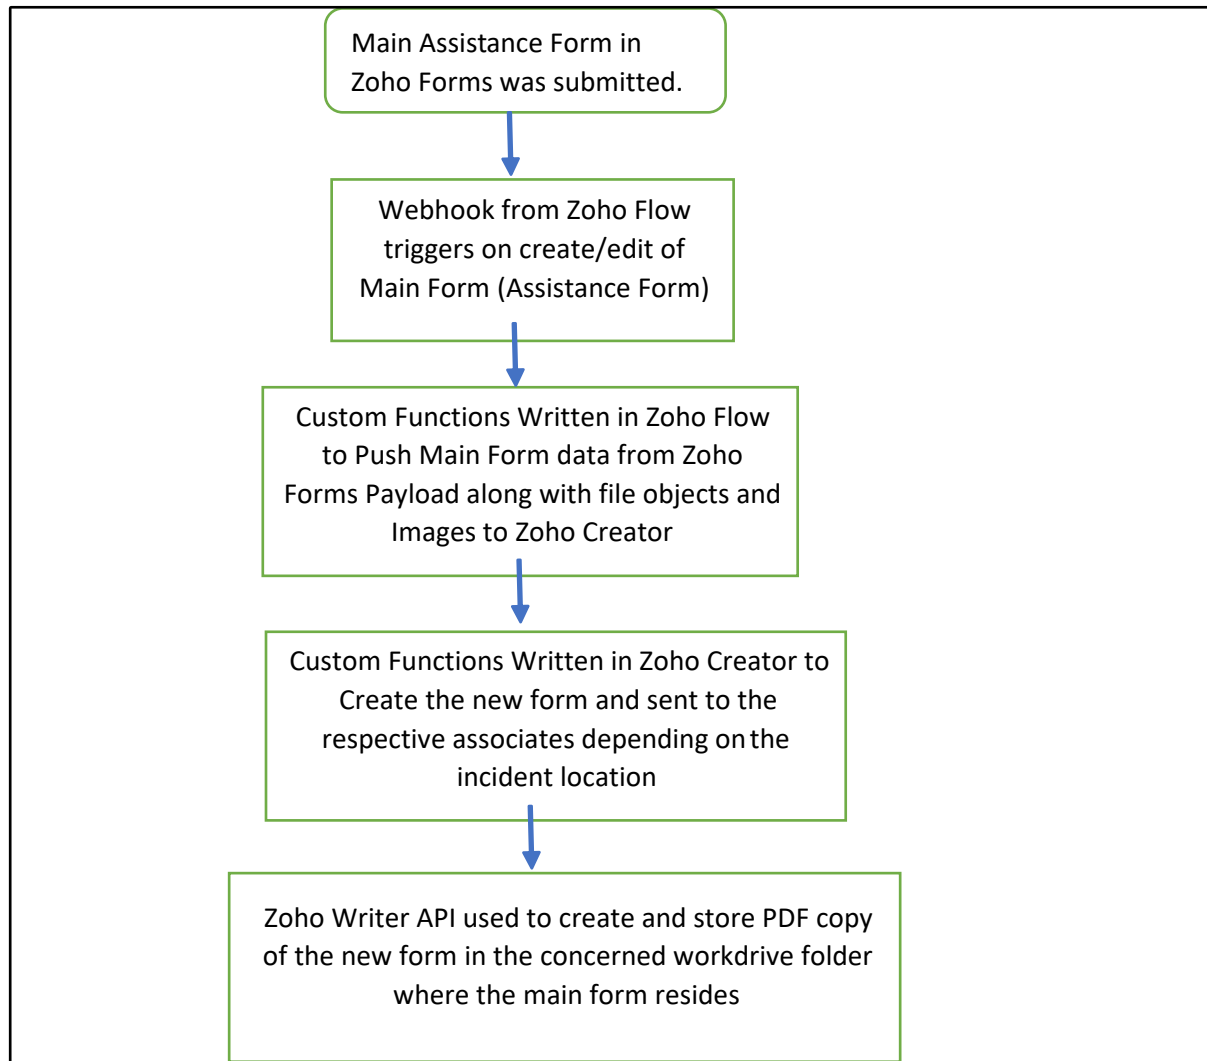 Main Assistance Form in
Zoho Forms was submitted.
Webhook from Zoho Flow
triggers on create/edit of
Main Form (Assistance Form)
Custom Functions Written in Zoho Flow
to Push Main Form data from Zoho
Forms Payload along with file objects and
Images to Zoho Creator
Custom Functions Written in Zoho Creator to
Create the new form and sent to the
respective associates depending on the
incident location
Zoho Writer API used to create and store PDF copy
of the new form in the concerned workdrive folder
where the main form resides